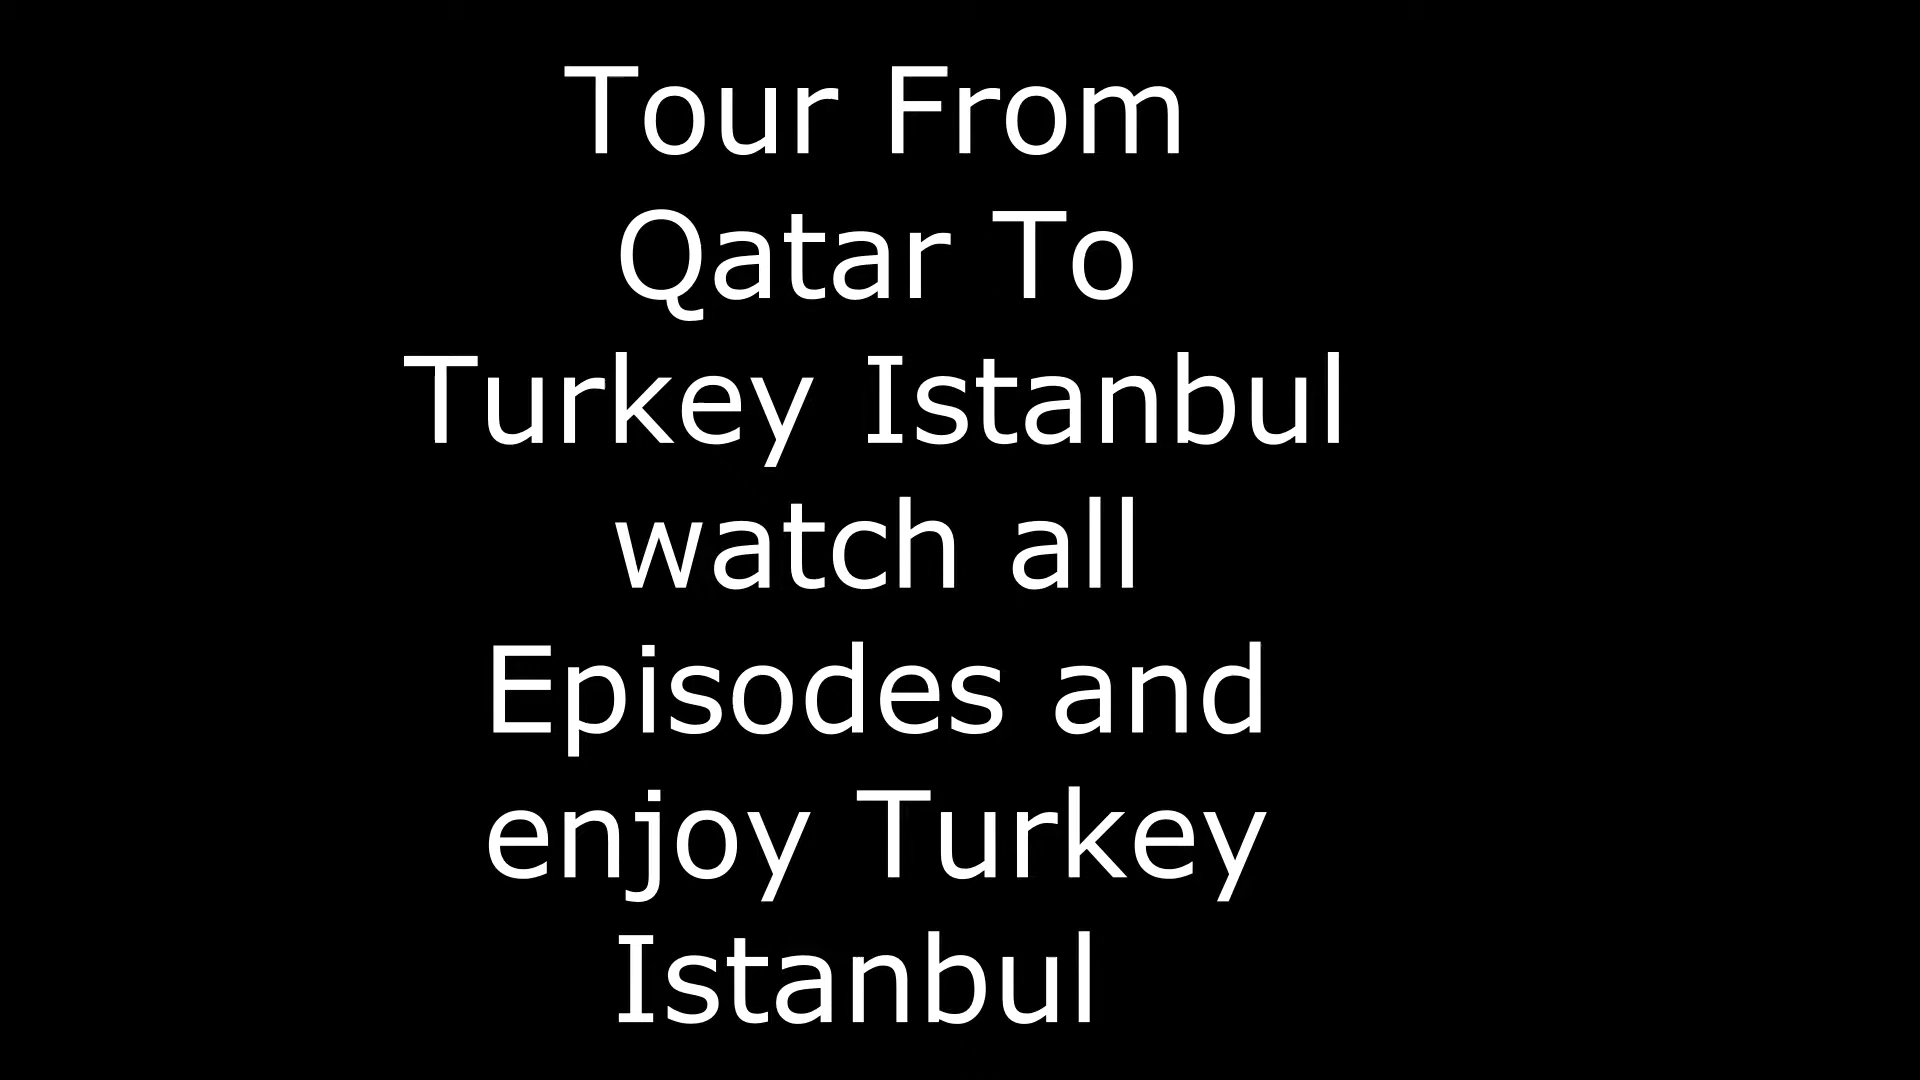 Tour From
Qatar To
Turkey Istanbul
watch all
Episodes and
enjoy Turkey
Istanbul